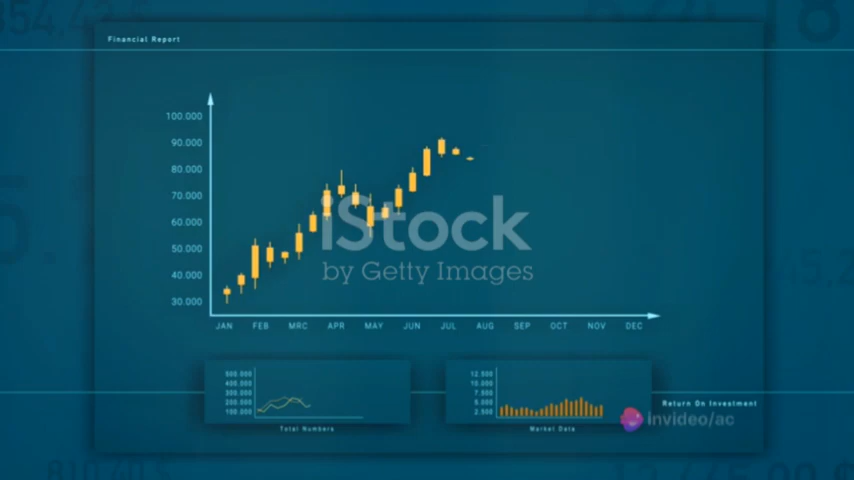 Financial Report
100.000
90.000
80.000
70.000
60.000
50.000
40.000
30.000
JAN FEB MRC APR MAY JUN JUL AUG SEP OCT NOV DEC
iStock
by Getty Images
500.000
400.000
300.000
200.000
100.000
Total Numbers
12.500
10.000
7.500
5.000
2.500
Market Data
Return On Investment
invideo/ac